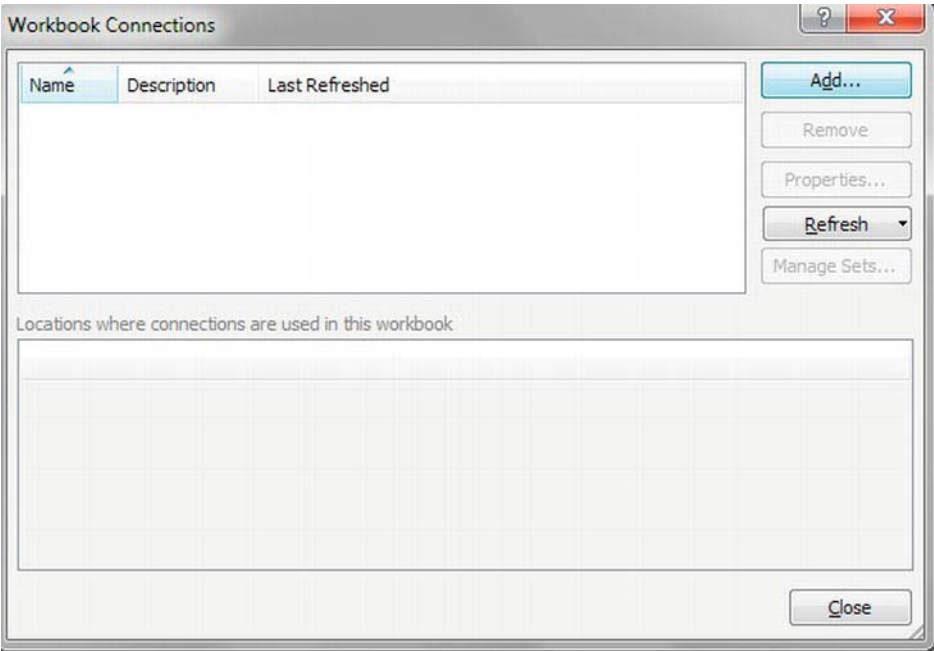 Workbook Connections
?
Name Description Last Refreshed
Add...
Remove
Properties...
Refresh
Manage Sets...
Locations where connections are used in this workbook
Close